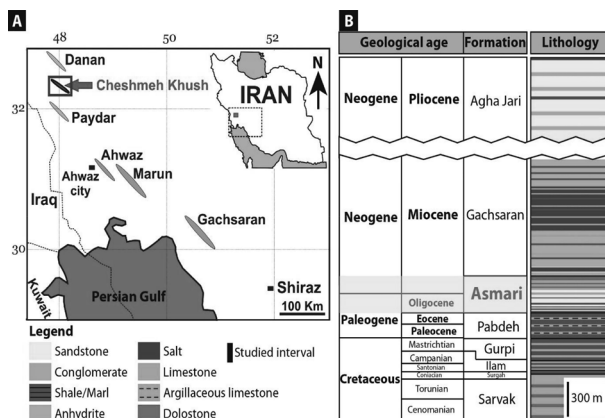 A
48
50
52
Danan
Cheshmeh Khush
IRAN
N
32
Paydar
Ahwaz
Ahwaz
city
Marun
Iraq
Gachsaran
30
Kuwait
Persian Gulf
Shiraz
100 Km
Legend
Sandstone
Salt
Studied interval
Conglomerate
Limestone
Shale/Marl
Argillaceous limestone
Anhydrite
Dolostone
B
Geological age
Formation
Lithology
Neogene
Pliocene
Agha Jari
Neogene
Miocene
Gachsaran
Oligocene
Asmari
Paleogene
Eocene
Paleocene
Pabdeh
Cretaceous
Mastrichtian
Gurpi
Campanian
Santonian
Ilam
Coniacian
Surgah
Torunian
Sarvak
Cenomanian
300 m